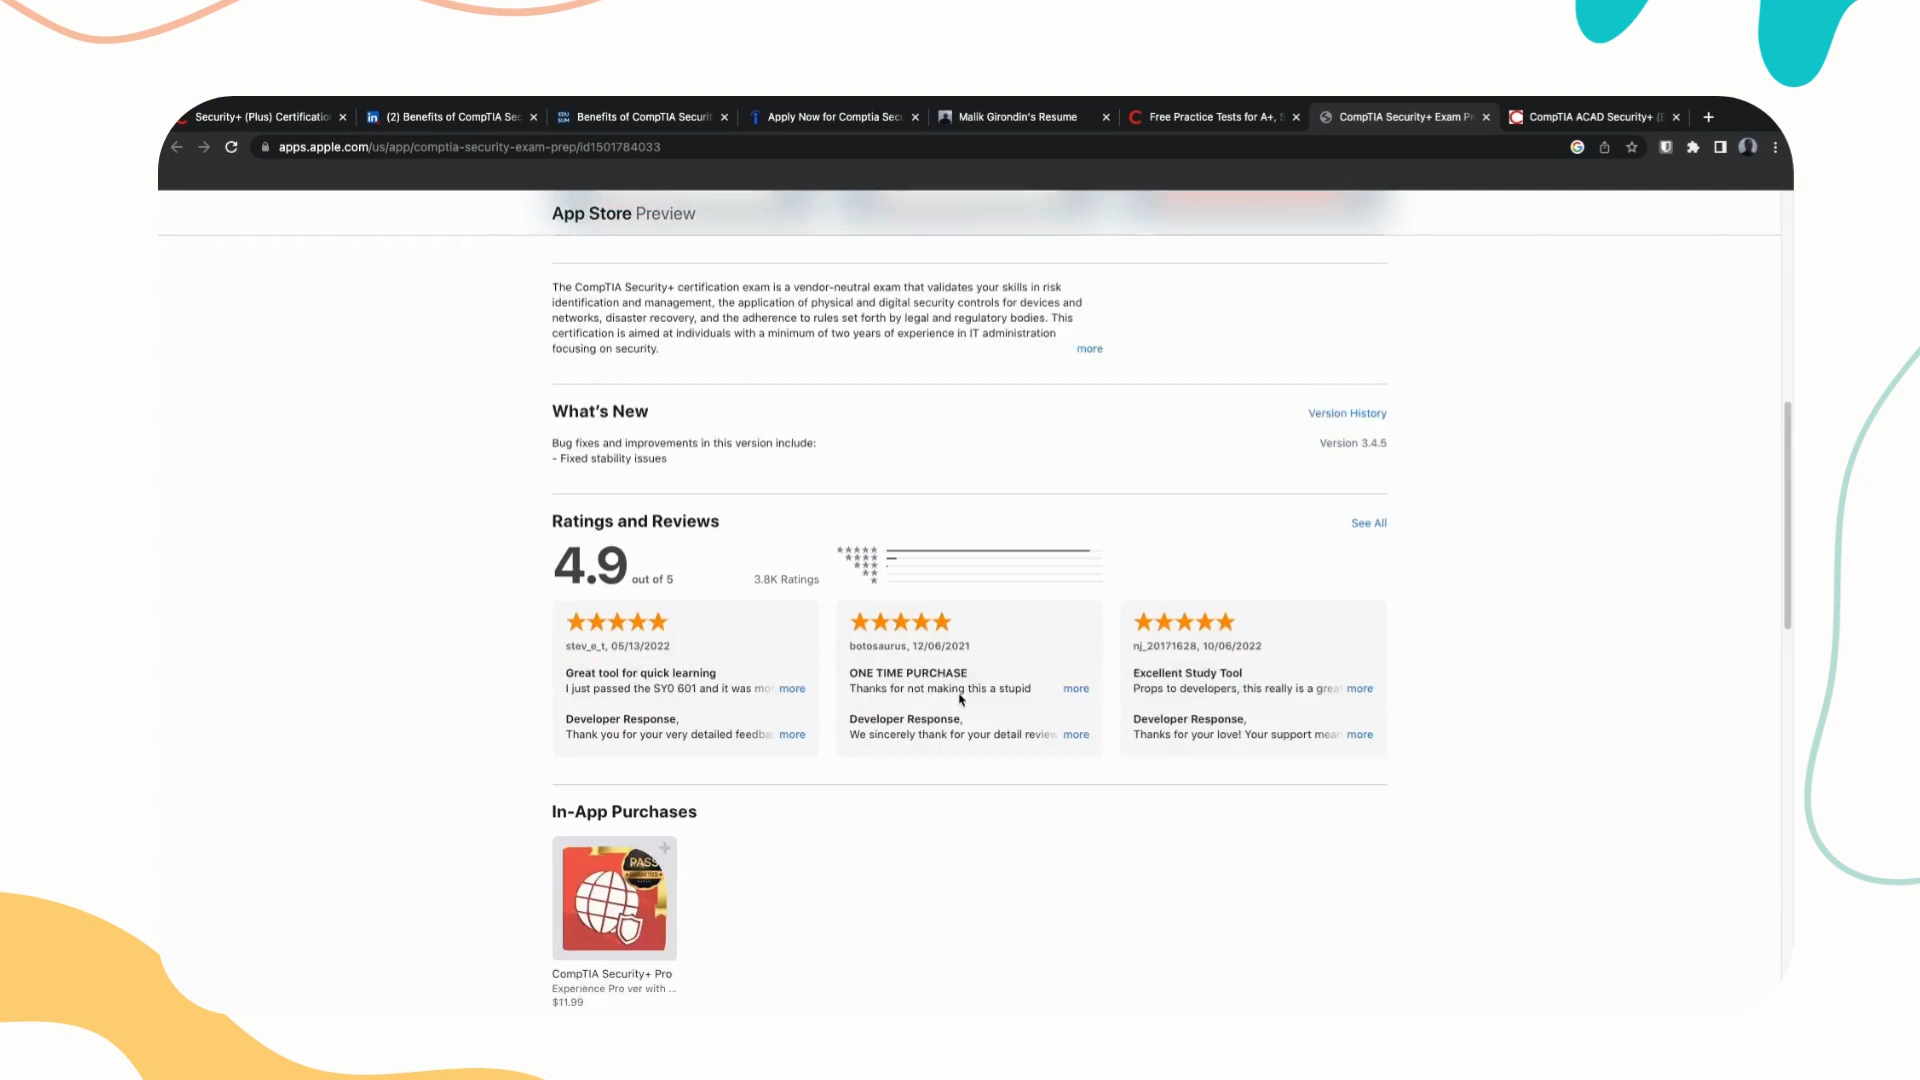 Security+ (Plus) Certificatio
(2) Benefits of CompTIA Sec
EDU
SUM
Benefits of CompTIA Securit
Apply Now for Comptia Secu
Malik Girondin's Resume
Free Practice Tests for A+, S
CompTIA Security+ Exam Pr
CompTIA ACAD Security+ (E
apps.apple.com/us/app/comptia-security-exam-prep/id1501784033
App Store Preview
The CompTIA Security+ certification exam is a vendor-neutral exam that validates your skills in risk
identification and management, the application of physical and digital security controls for devices and
networks, disaster recovery, and the adherence to rules set forth by legal and regulatory bodies. This
certification is aimed at individuals with a minimum of two years of experience in IT administration
focusing on security.
more
What's New
Version History
Bug fixes and improvements in this version include:
Version 3.4.5
- Fixed stability issues
Ratings and Reviews
See All
4.9 out of 5
3.8K Ratings
stev_e_t, 05/13/2022
Great tool for quick learning
I just passed the SY0 601 and it was mos more
Developer Response,
Thank you for your very detailed feedba more
botosaurus, 12/06/2021
ONE TIME PURCHASE
Thanks for not making this a stupid more
Developer Response,
We sincerely thank for your detail review more
nj_20171628, 10/06/2022
Excellent Study Tool
Props to developers, this really is a grea more
Developer Response,
Thanks for your love! Your support mean more
In-App Purchases
PASS
CompTIA Security+ Pro
Experience Pro ver with ...
$11.99